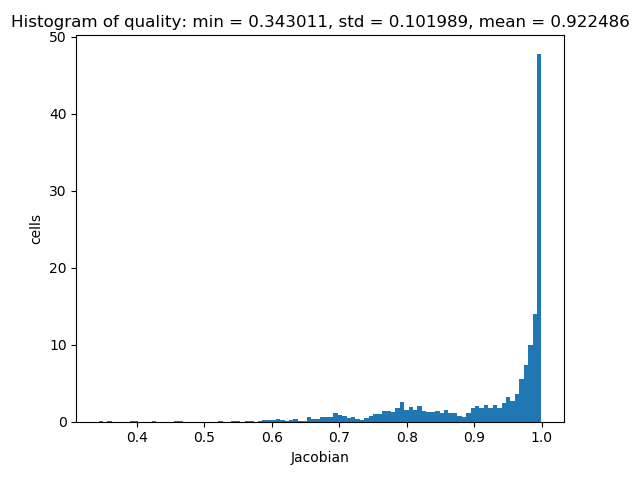 Histogram of quality: min = 0.343011, std = 0.101989, mean = 0.922486
50
40
30
20
10
0
cells
0.4 0.5 0.6 0.7 0.8 0.9 1.0
Jacobian